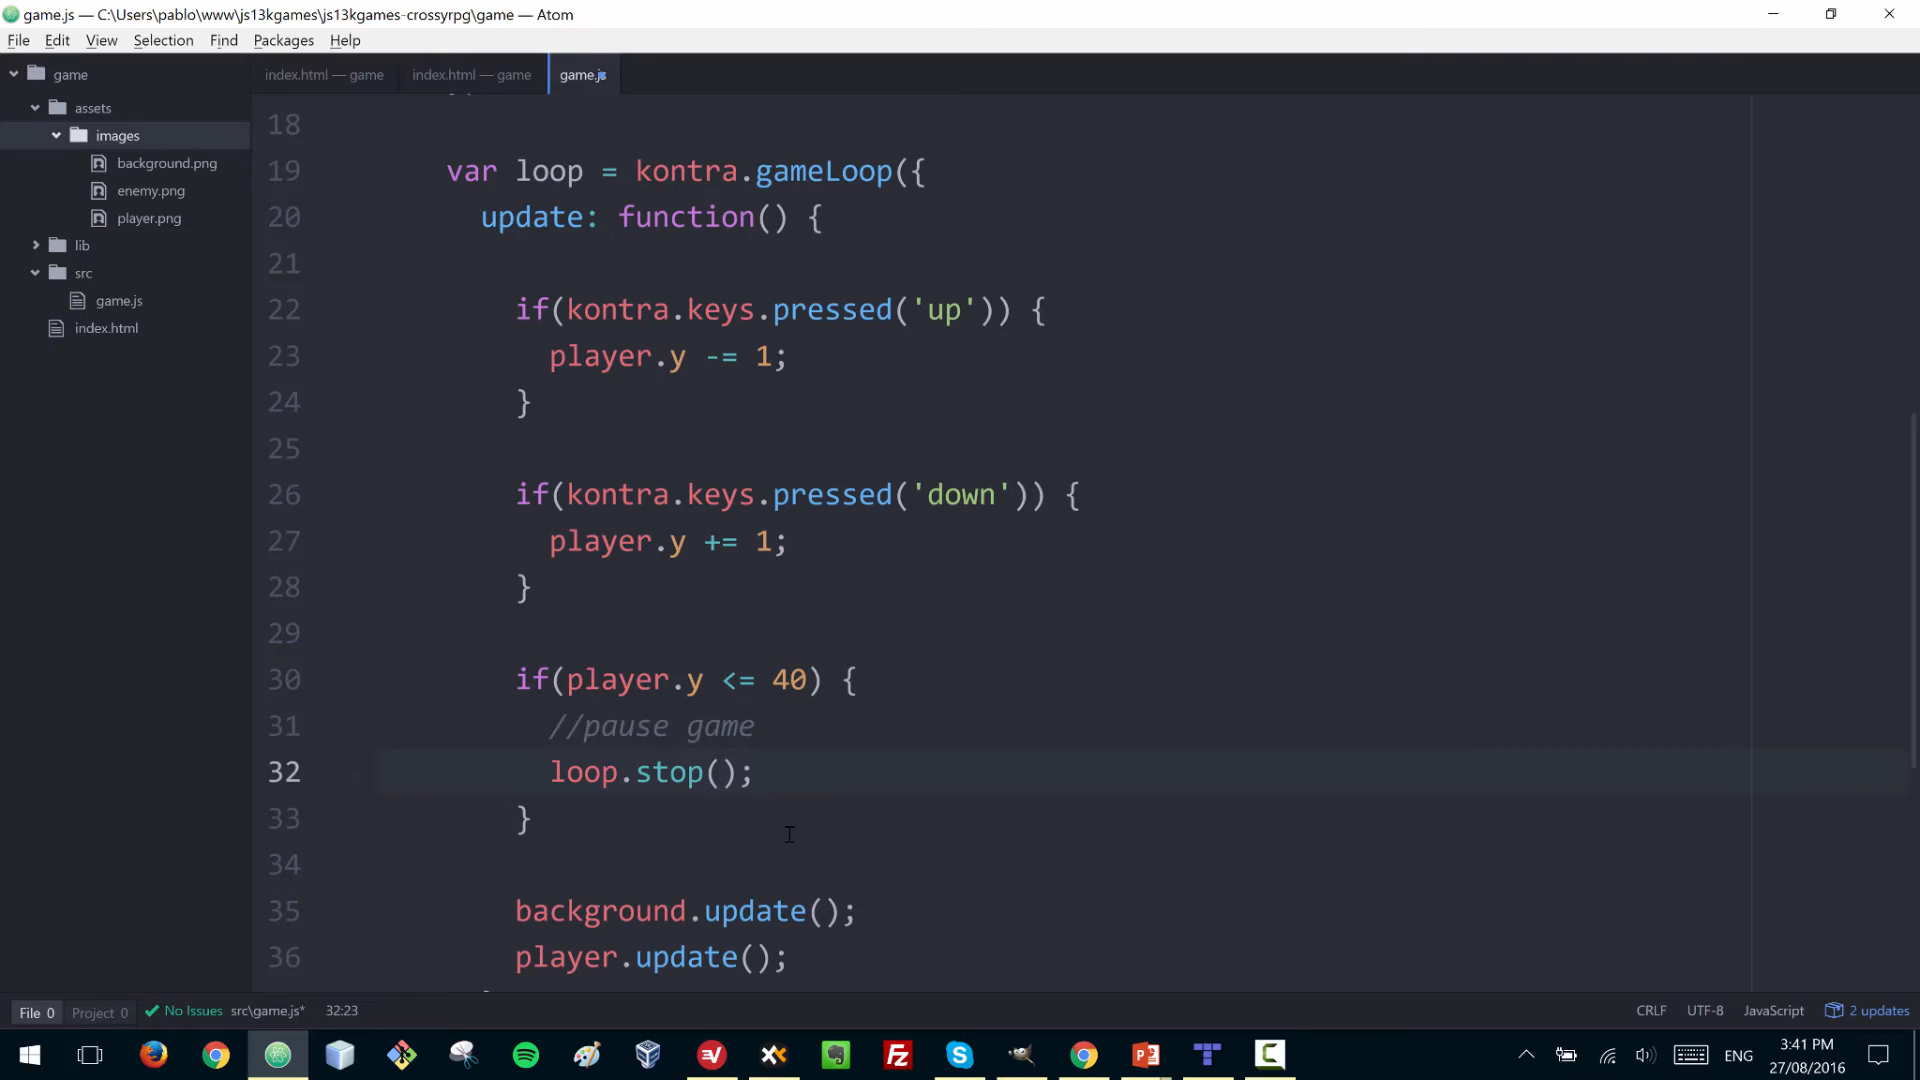 game.js — C:\Users\pablo\www\js13kgames\js13kgames-crossyrpg\game — Atom
File Edit View Selection Find Packages Help
game
assets
images
background.png
enemy.png
player.png
lib
src
game.js
index.html
index.html — game
index.html — game
game.js
18
19 var loop = kontra.gameLoop({
20 update: function() {
21
22 if(kontra.keys.pressed('up')) {
23 player.y -= 1;
24 }
25
26 if(kontra.keys.pressed('down')) {
27 player.y += 1;
28 }
29
30 if(player.y <= 40) {
31 //pause game
32 loop.stop();
33 }
34
35 background.update();
36 player.update();
File 0 Project 0 No Issues src\game.js* 32:23 CRLF UTF-8 JavaScript 2 updates
ENG
3:41 PM
27/08/2016